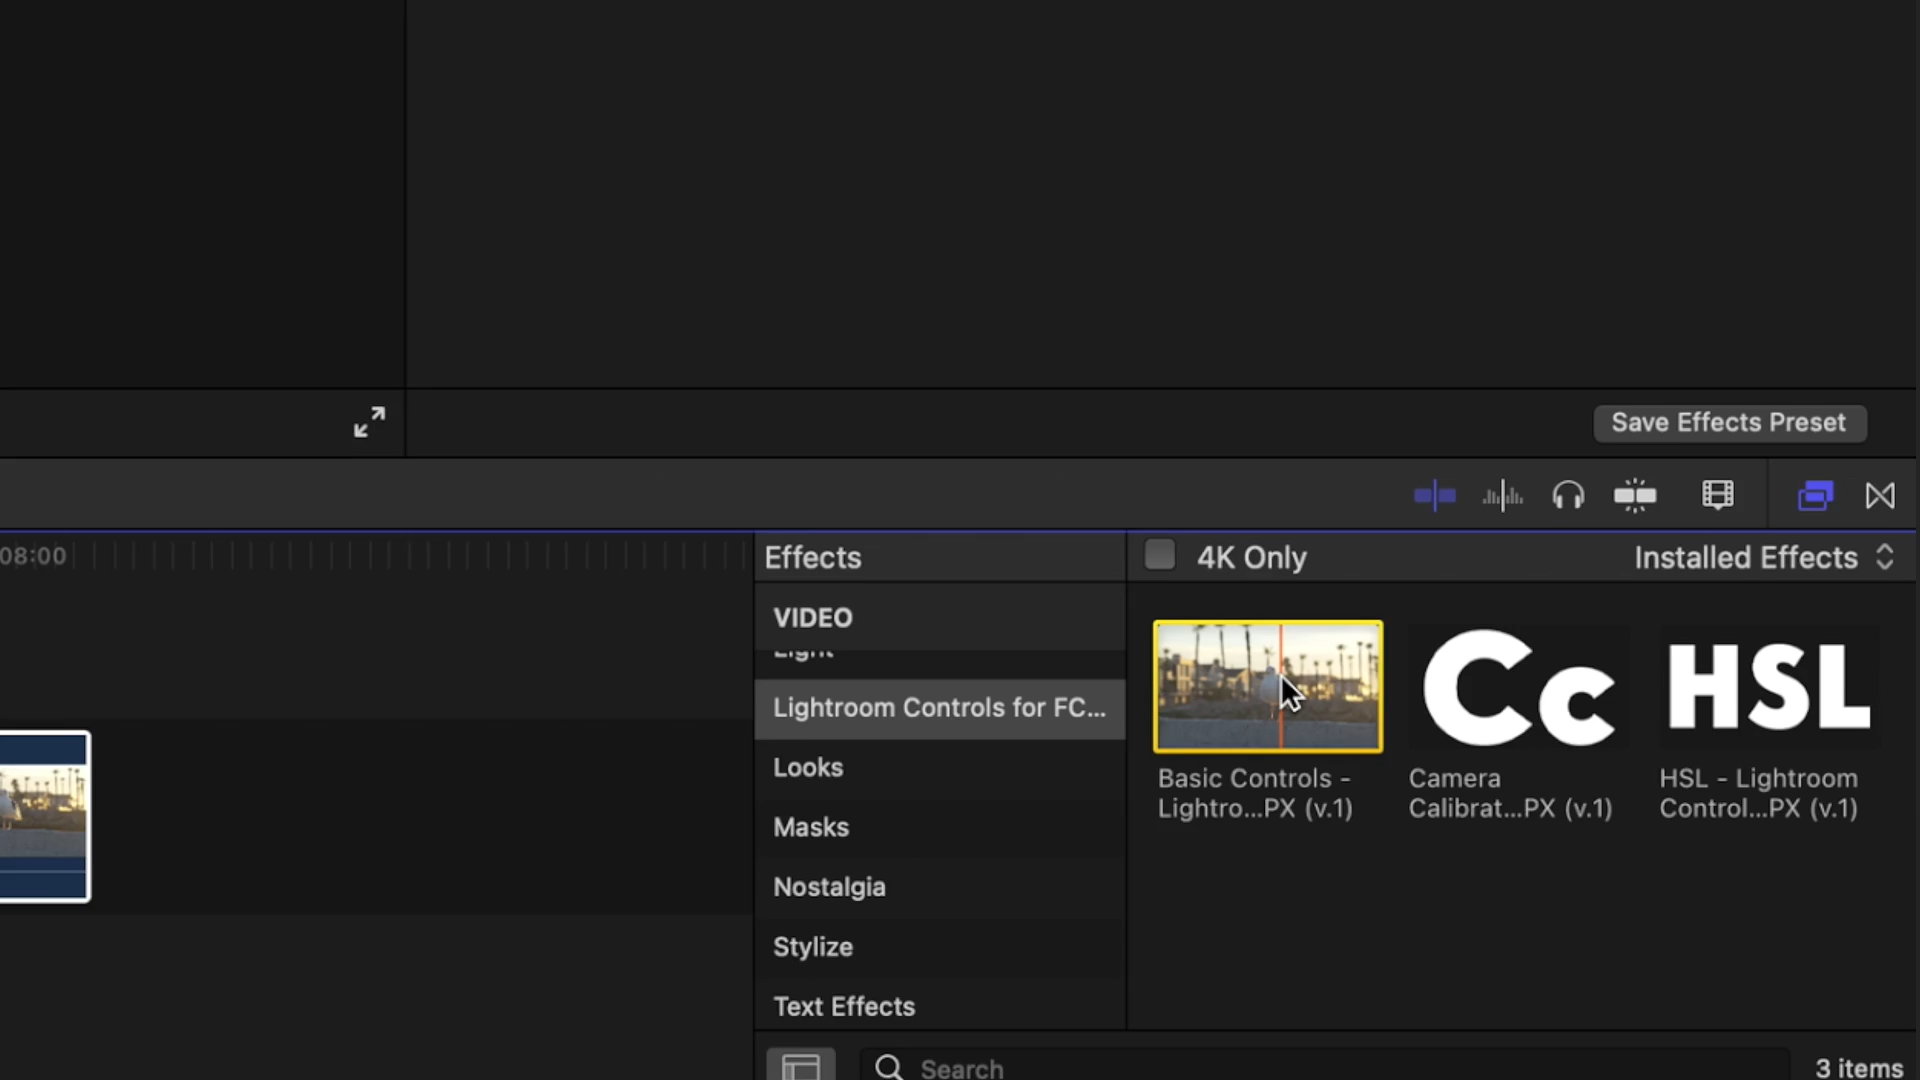 Save Effects Preset
08:00
Effects
4K Only
Installed Effects
VIDEO
Light
Lightroom Controls for FC...
Looks
Masks
Nostalgia
Stylize
Text Effects
Cc
HSL
Basic Controls -
Lightro...PX (v.1)
Camera
Calibrat...PX (v.1)
HSL - Lightroom
Control...PX (v.1)
Search
3 items